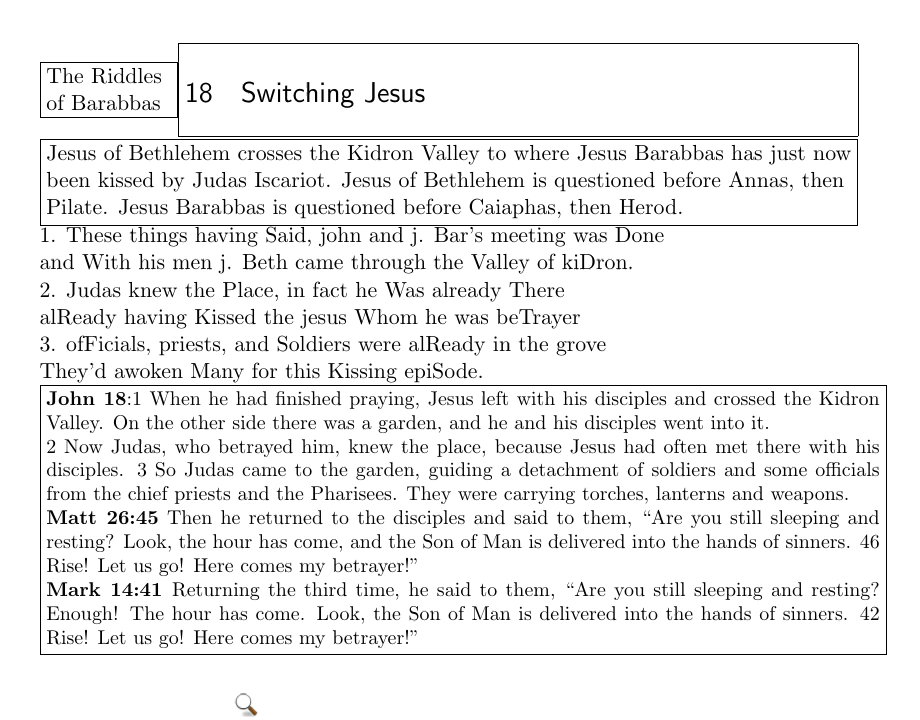 The Riddles
of Barabbas
18 Switching Jesus
Jesus of Bethlehem crosses the Kidron Valley to where Jesus Barabbas has just now
been kissed by Judas Iscariot. Jesus of Bethlehem is questioned before Annas, then
Pilate. Jesus Barabbas is questioned before Caiaphas, then Herod.
1. These things having Said, john and j. Bar's meeting was Done
and With his men j. Beth came through the Valley of kiDron.
2. Judas knew the Place, in fact he Was already There
alReady having Kissed the jesus Whom he was beTrayer
3. ofFicials, priests, and Soldiers were alReady in the grove
They'd awoken Many for this Kissing epiSode.
John 18:1 When he had finished praying, Jesus left with his disciples and crossed the Kidron
Valley. On the other side there was a garden, and he and his disciples went into it.
2 Now Judas, who betrayed him, knew the place, because Jesus had often met there with his
disciples. 3 So Judas came to the garden, guiding a detachment of soldiers and some officials
from the chief priests and the Pharisees. They were carrying torches, lanterns and weapons.
Matt 26:45 Then he returned to the disciples and said to them, “Are you still sleeping and
resting? Look, the hour has come, and the Son of Man is delivered into the hands of sinners. 46
Rise! Let us go! Here comes my betrayer!”
Mark 14:41 Returning the third time, he said to them, “Are you still sleeping and resting?
Enough! The hour has come. Look, the Son of Man is delivered into the hands of sinners. 42
Rise! Let us go! Here comes my betrayer!”